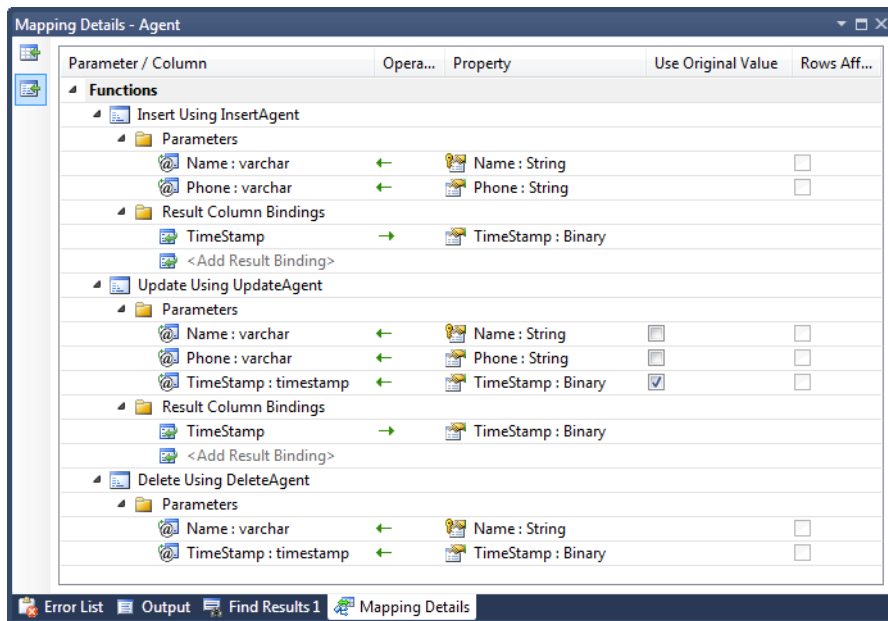 Mapping Details - Agent
Parameter / Column Opera... Property Use Original Value Rows Aff...
Functions
Insert Using InsertAgent
Parameters
Name : varchar ← Name : String
Phone : varchar ← Phone : String
Result Column Bindings
TimeStamp → TimeStamp : Binary
<Add Result Binding>
Update Using UpdateAgent
Parameters
Name : varchar ← Name : String
Phone : varchar ← Phone : String
TimeStamp : timestamp ← TimeStamp : Binary
Result Column Bindings
TimeStamp → TimeStamp : Binary
<Add Result Binding>
Delete Using DeleteAgent
Parameters
Name : varchar ← Name : String
TimeStamp : timestamp ← TimeStamp : Binary
Error List Output Find Results 1 Mapping Details